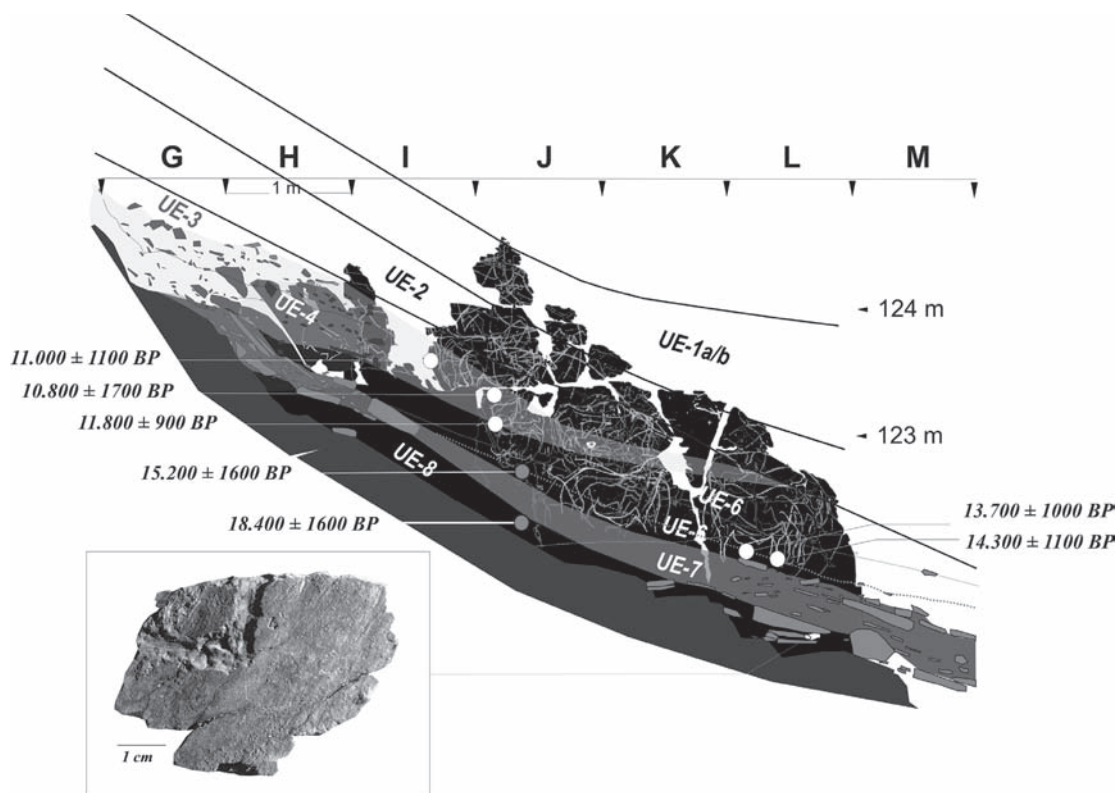 G H I J K L M
1 m
UE-3
UE-2
UE-4
124 m
UE-1a/b
11.000 ± 1100 BP
10.800 ± 1700 BP
11.800 ± 900 BP
123 m
15.200 ± 1600 BP
UE-8
UE-6
13.700 ± 1000 BP
18.400 ± 1600 BP
UE-6
14.300 ± 1100 BP
UE-7
1 cm